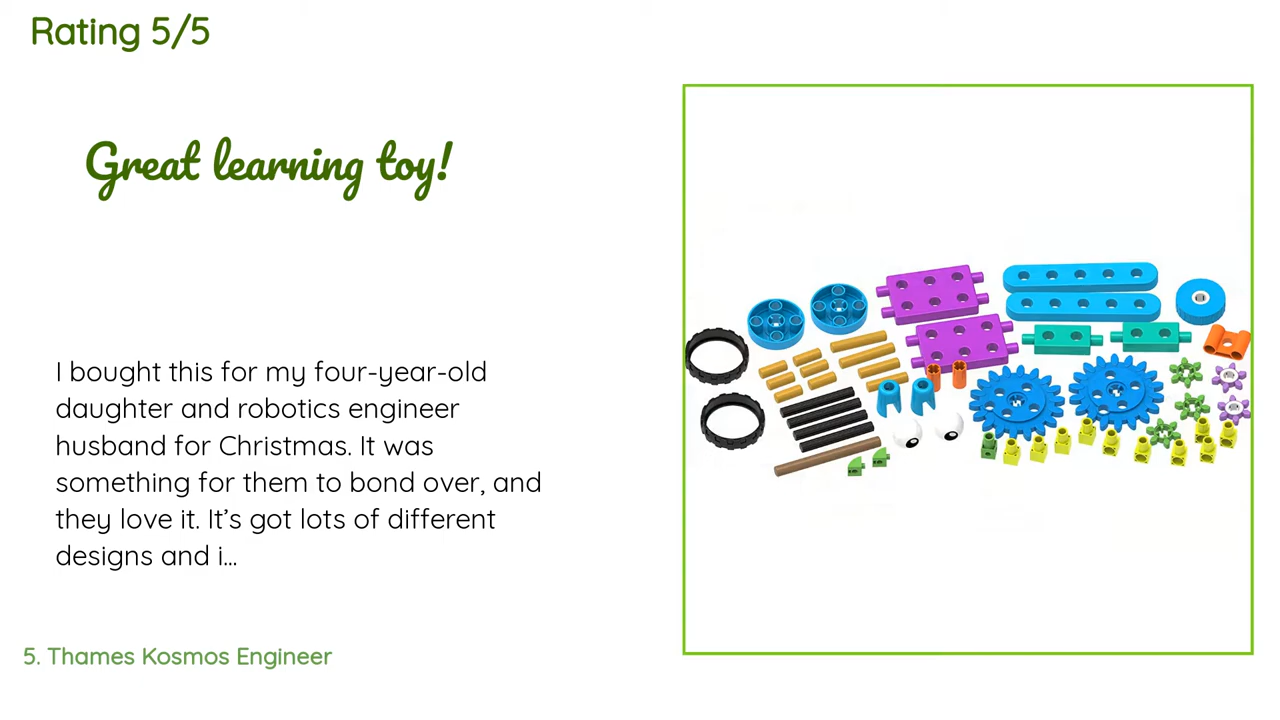 Rating 5/5
Great learning toy!
I bought this for my four-year-old
daughter and robotics engineer
husband for Christmas. It was
something for them to bond over, and
they love it. It’s got lots of different
designs and i...
5. Thames Kosmos Engineer